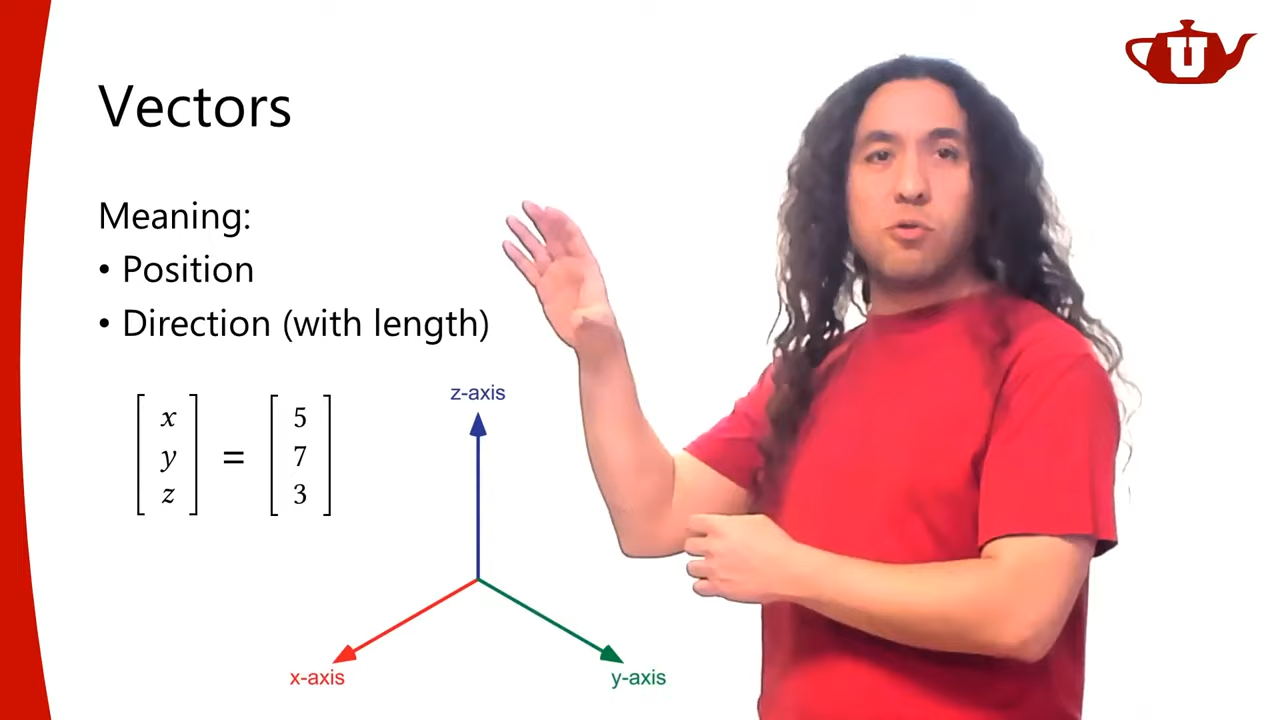 U
Vectors
Meaning:
• Position
• Direction (with length)
[ x ] = [ 5 ]
[ y ] = [ 7 ]
[ z ] = [ 3 ]
z-axis
x-axis
y-axis